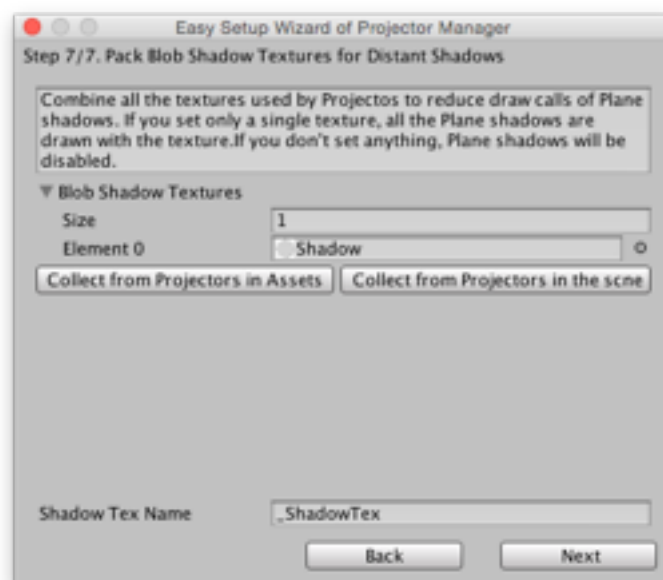 Easy Setup Wizard of Projector Manager
Step 7/7. Pack Blob Shadow Textures for Distant Shadows
Combine all the textures used by Projectos to reduce draw calls of Plane
shadows. If you set only a single texture, all the Plane shadows are
drawn with the texture.If you don't set anything, Plane shadows will be
disabled.
Blob Shadow Textures
Size 1
Element 0 Shadow
Collect from Projectors in Assets Collect from Projectors in the scne
Shadow Tex Name _ShadowTex
Back Next